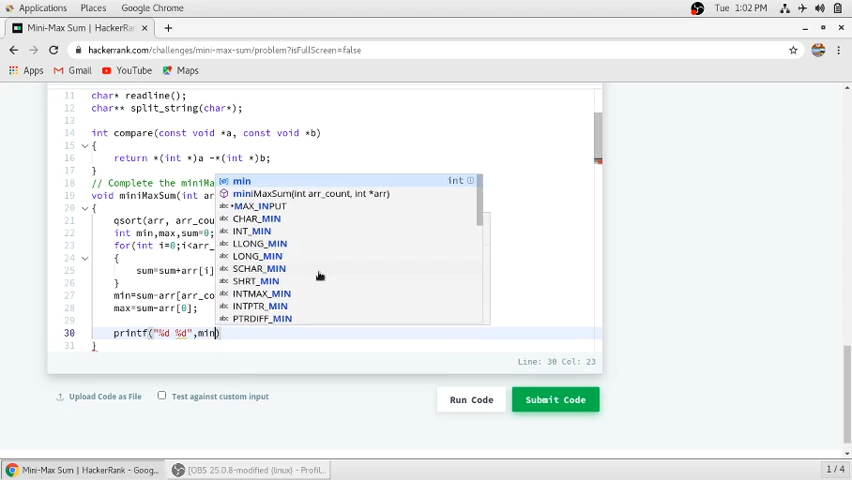 Applications Places Google Chrome Tue 1:02 PM
Mini-Max Sum | HackerRank
hackerrank.com/challenges/mini-max-sum/problem?isFullScreen=false
Apps Gmail YouTube Maps
11 char* readline();
12 char** split_string(char*);
13
14 int compare(const void *a, const void *b)
15 {
16 return *(int *)a -*(int *)b;
17 }
18 // Complete the miniMa
19 void miniMaxSum(int ar
20 {
21 qsort(arr, arr_cou
22 int min,max,sum=0;
23 for(int i=0;i<arr_
24 {
25 sum=sum+arr[i]
26 }
27 min=sum-arr[arr_c
28 max=sum-arr[0];
29
30 printf("%d %d",min)
31 }
min int
miniMaxSum(int arr_count, int *arr)
•MAX_INPUT
CHAR_MIN
INT_MIN
LLONG_MIN
LONG_MIN
SCHAR_MIN
SHRT_MIN
INTMAX_MIN
INTPTR_MIN
PTRDIFF_MIN
Line: 30 Col: 23
Upload Code as File Test against custom input Run Code Submit Code
Mini-Max Sum | HackerRank - Goog... [OBS 25.0.8-modified (linux) - Profil... 1 / 4